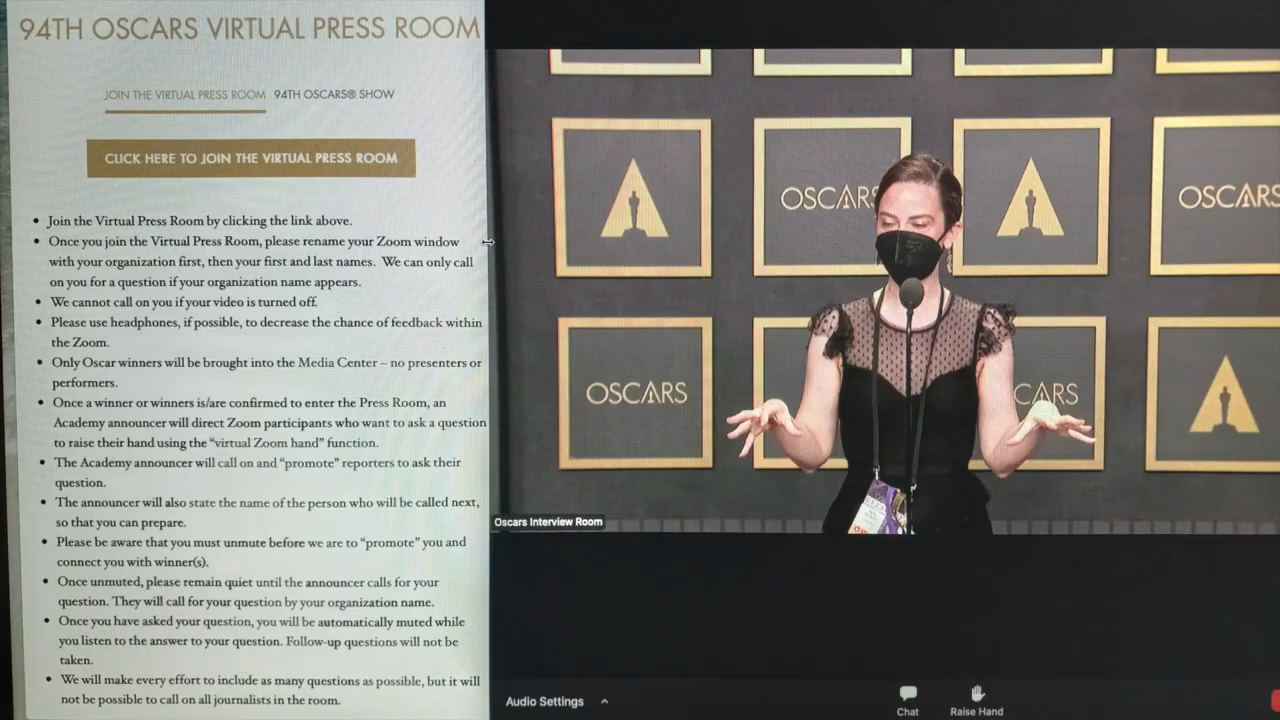 94TH OSCARS VIRTUAL PRESS ROOM
JOIN THE VIRTUAL PRESS ROOM 94TH OSCARS® SHOW
CLICK HERE TO JOIN THE VIRTUAL PRESS ROOM
• Join the Virtual Press Room by clicking the link above.
• Once you join the Virtual Press Room, please rename your Zoom window
with your organization first, then your first and last names. We can only call
on you for a question if your organization name appears.
• We cannot call on you if your video is turned off.
• Please use headphones, if possible, to decrease the chance of feedback within
the Zoom.
• Only Oscar winners will be brought into the Media Center – no presenters or
performers.
• Once a winner or winners is/are confirmed to enter the Press Room, an
Academy announcer will direct Zoom participants who want to ask a question
to raise their hand using the “virtual Zoom hand” function.
• The Academy announcer will call on and “promote” reporters to ask their
question.
• The announcer will also state the name of the person who will be called next,
so that you can prepare.
• Please be aware that you must unmute before we are to “promote” you and
connect you with winner(s).
• Once unmuted, please remain quiet until the announcer calls for your
question. They will call for your question by your organization name.
• Once you have asked your question, you will be automatically muted while
you listen to the answer to your question. Follow-up questions will not be
taken.
• We will make every effort to include as many questions as possible, but it will
not be possible to call on all journalists in the room.
OSCARS
OSCARS
OSCARS
CARS
Oscars Interview Room
Audio Settings
Chat
Raise Hand